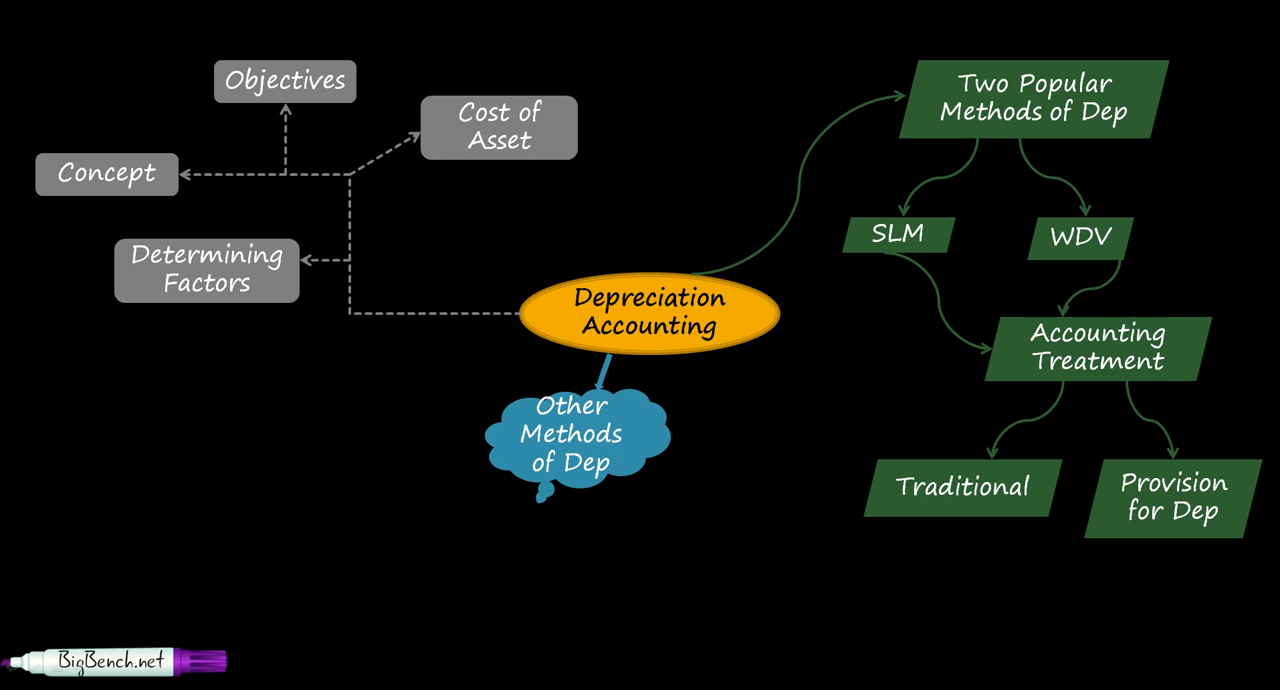 Objectives
Cost of
Asset
Concept
Determining
Factors
Depreciation
Accounting
Other
Methods
of Dep
Two Popular
Methods of Dep
SLM
WDV
Accounting
Treatment
Traditional
Provision
for Dep
BigBench.net